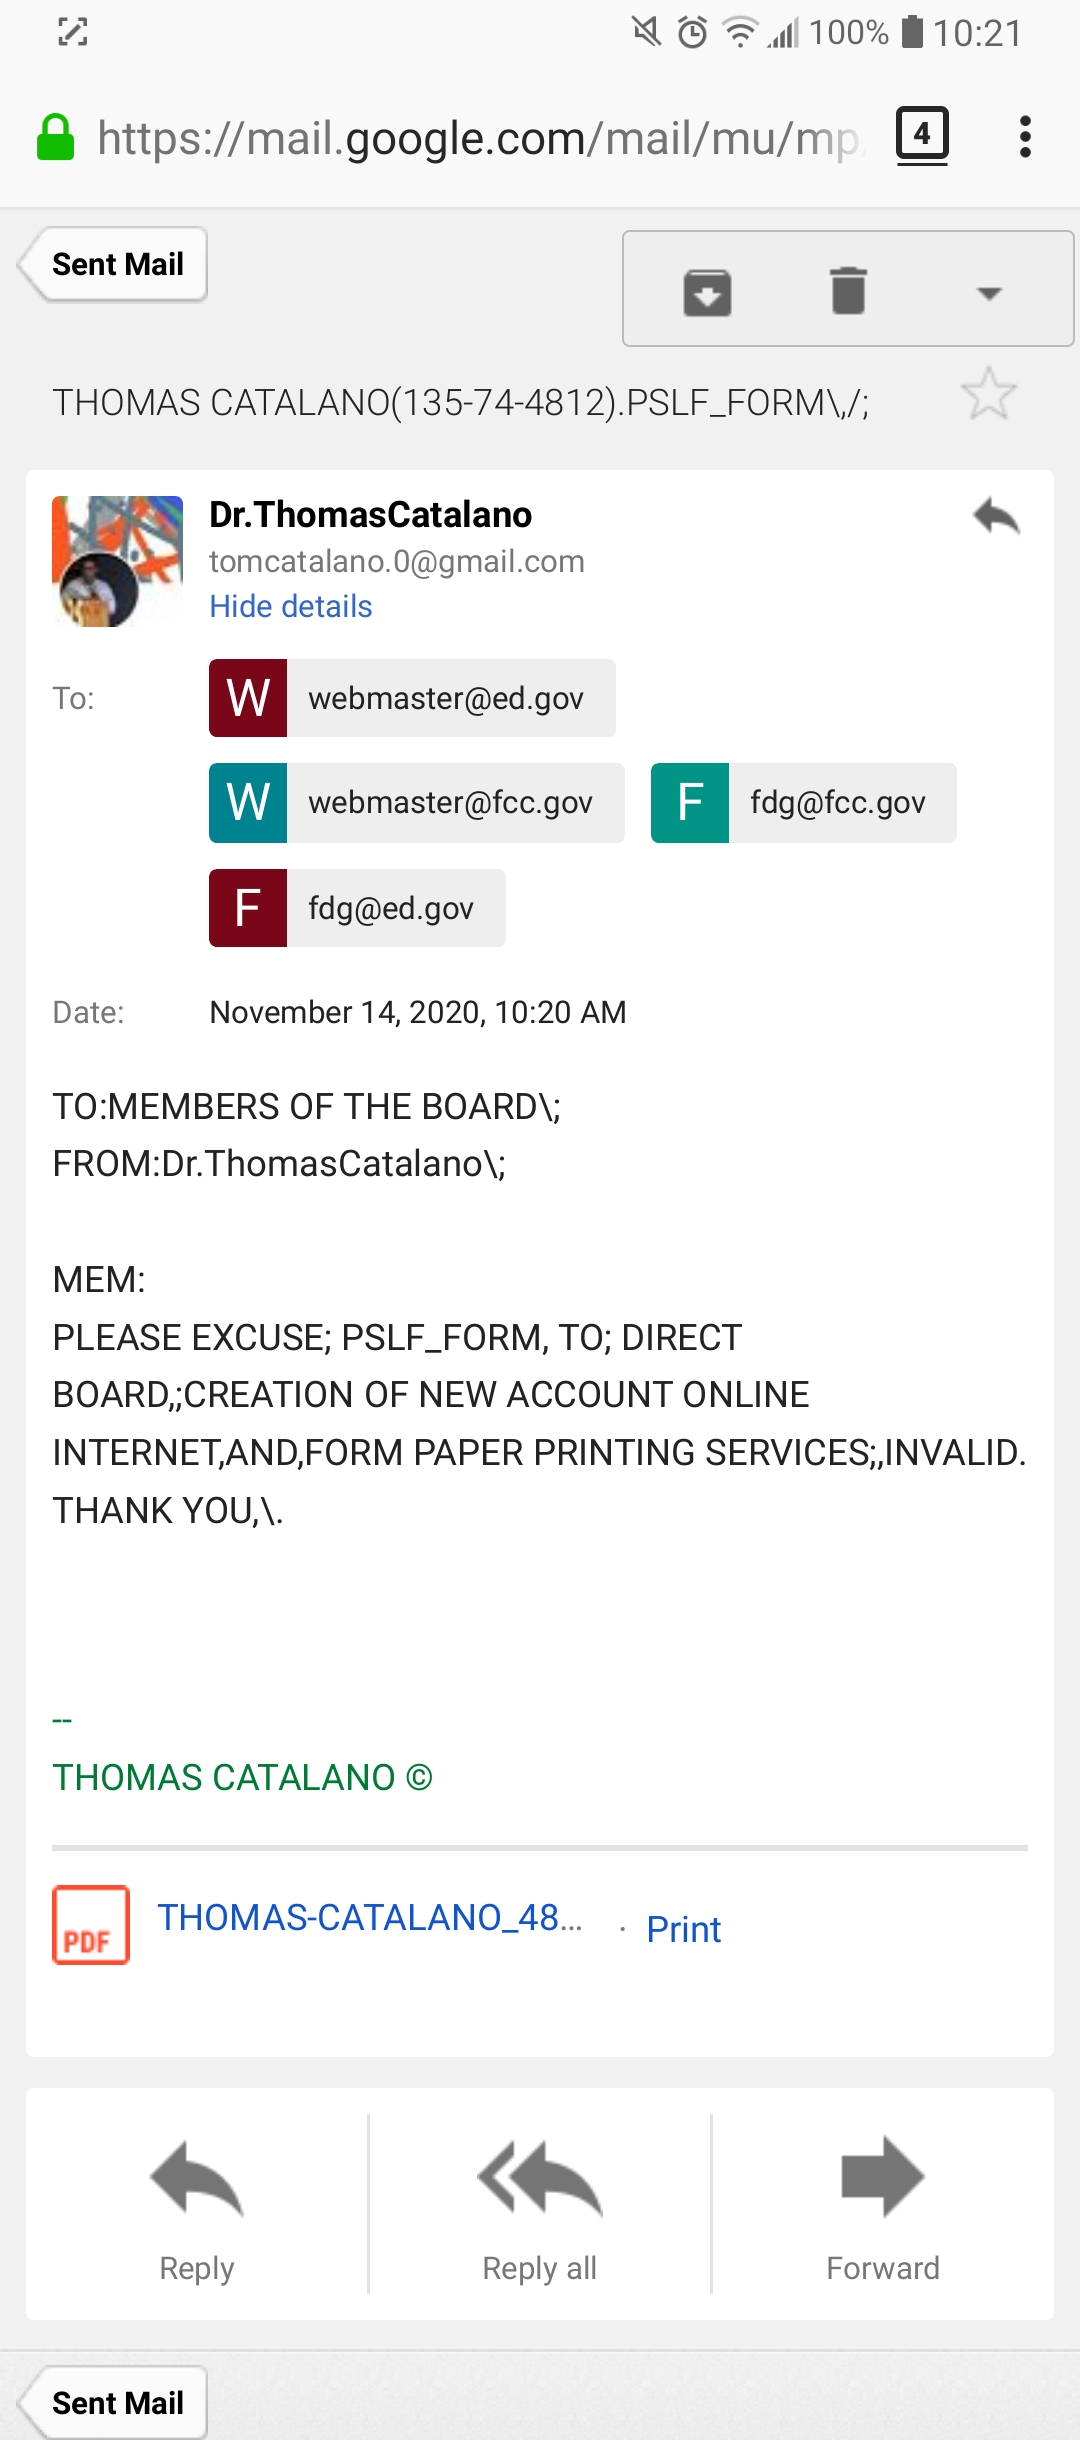 100% 10:21
https://mail.google.com/mail/mu/mp 4
Sent Mail
THOMAS CATALANO(135-74-4812).PSLF_FORM\,/;
Dr.ThomasCatalano
tomcatalano.0@gmail.com
Hide details
To: W webmaster@ed.gov
W webmaster@fcc.gov F fdg@fcc.gov
F fdg@ed.gov
Date: November 14, 2020, 10:20 AM
TO:MEMBERS OF THE BOARD\;
FROM:Dr.ThomasCatalano\;
MEM:
PLEASE EXCUSE; PSLF_FORM, TO; DIRECT
BOARD,;CREATION OF NEW ACCOUNT ONLINE
INTERNET,AND,FORM PAPER PRINTING SERVICES;,INVALID.
THANK YOU,\.
--
THOMAS CATALANO ©
PDF THOMAS-CATALANO_48... · Print
Reply Reply all Forward
Sent Mail